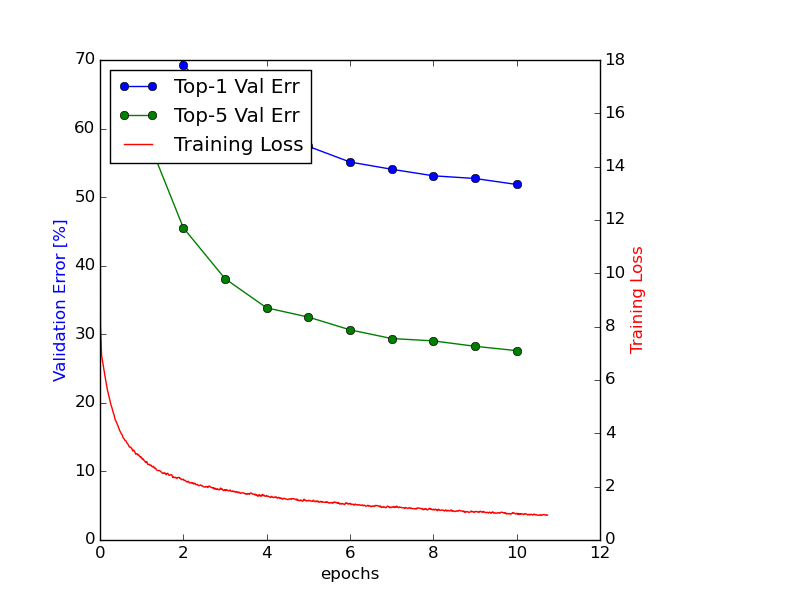 Top-1 Val Err
Top-5 Val Err
Training Loss
70
60
50
40
30
20
10
0
Validation Error [%]
18
16
14
12
10
8
6
4
2
0
Training Loss
0 2 4 6 8 10 12
epochs